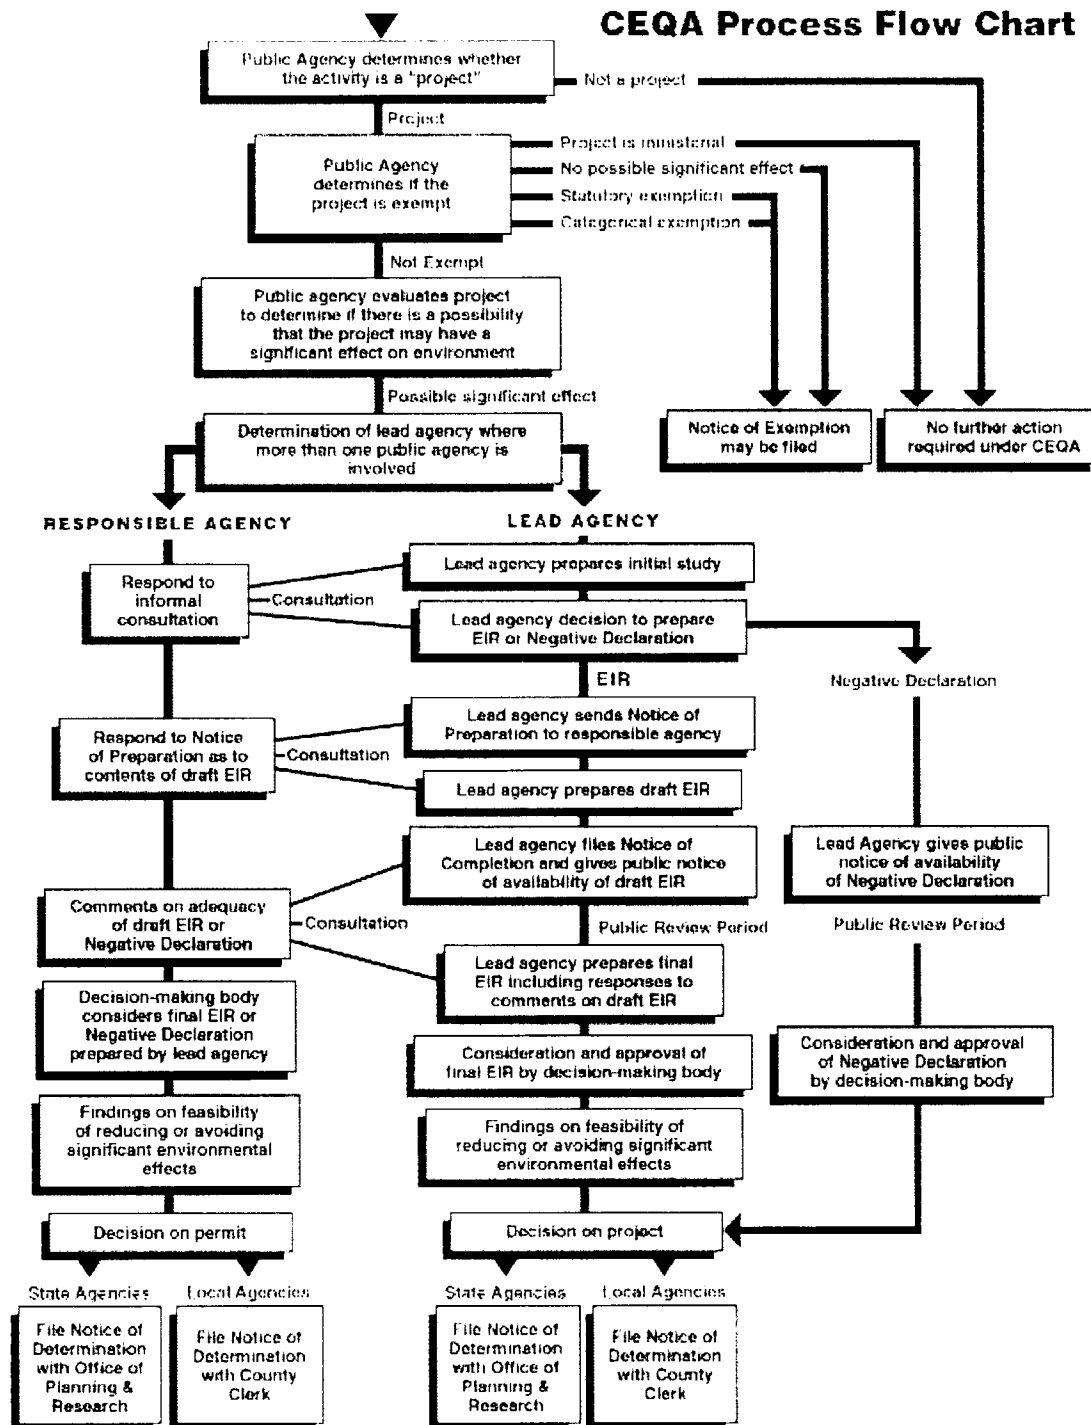 CEQA Process Flow Chart
Public Agency determines whether
the activity is a "project"
Not a project
Project
Public Agency
determines if the
project is exempt
Project is ministerial
No possible significant effect
Statutory exemption
Categorical exemption
Not Exempt
Public agency evaluates project
to determine if there is a possibility
that the project may have a
significant effect on environment
Possible significant effect
Determination of lead agency where
more than one public agency is
involved
Notice of Exemption
may be filed
No further action
required under CEQA
RESPONSIBLE AGENCY
LEAD AGENCY
Respond to
informal
consultation
Consultation
Lead agency prepares initial study
Lead agency decision to prepare
EIR or Negative Declaration
EIR
Negative Declaration
Respond to Notice
of Preparation as to
contents of draft EIR
Consultation
Lead agency sends Notice of
Preparation to responsible agency
Lead agency prepares draft EIR
Lead agency files Notice of
Completion and gives public notice
of availability of draft EIR
Lead Agency gives public
notice of availability
of Negative Declaration
Comments on adequacy
of draft EIR or
Negative Declaration
Consultation
Public Review Period
Public Review Period
Lead agency prepares final
EIR including responses to
comments on draft EIR
Decision-making body
considers final EIR or
Negative Declaration
prepared by lead agency
Consideration and approval of
final EIR by decision-making body
Consideration and approval
of Negative Declaration
by decision-making body
Findings on feasibility
of reducing or avoiding
significant environmental
effects
Findings on feasibility of
reducing or avoiding significant
environmental effects
Decision on permit
Decision on project
State Agencies
Local Agencies
State Agencies
Local Agencies
File Notice of
Determination
with Office of
Planning &
Research
File Notice of
Determination
with County
Clerk
File Notice of
Determination
with Office of
Planning &
Research
File Notice of
Determination
with County
Clerk